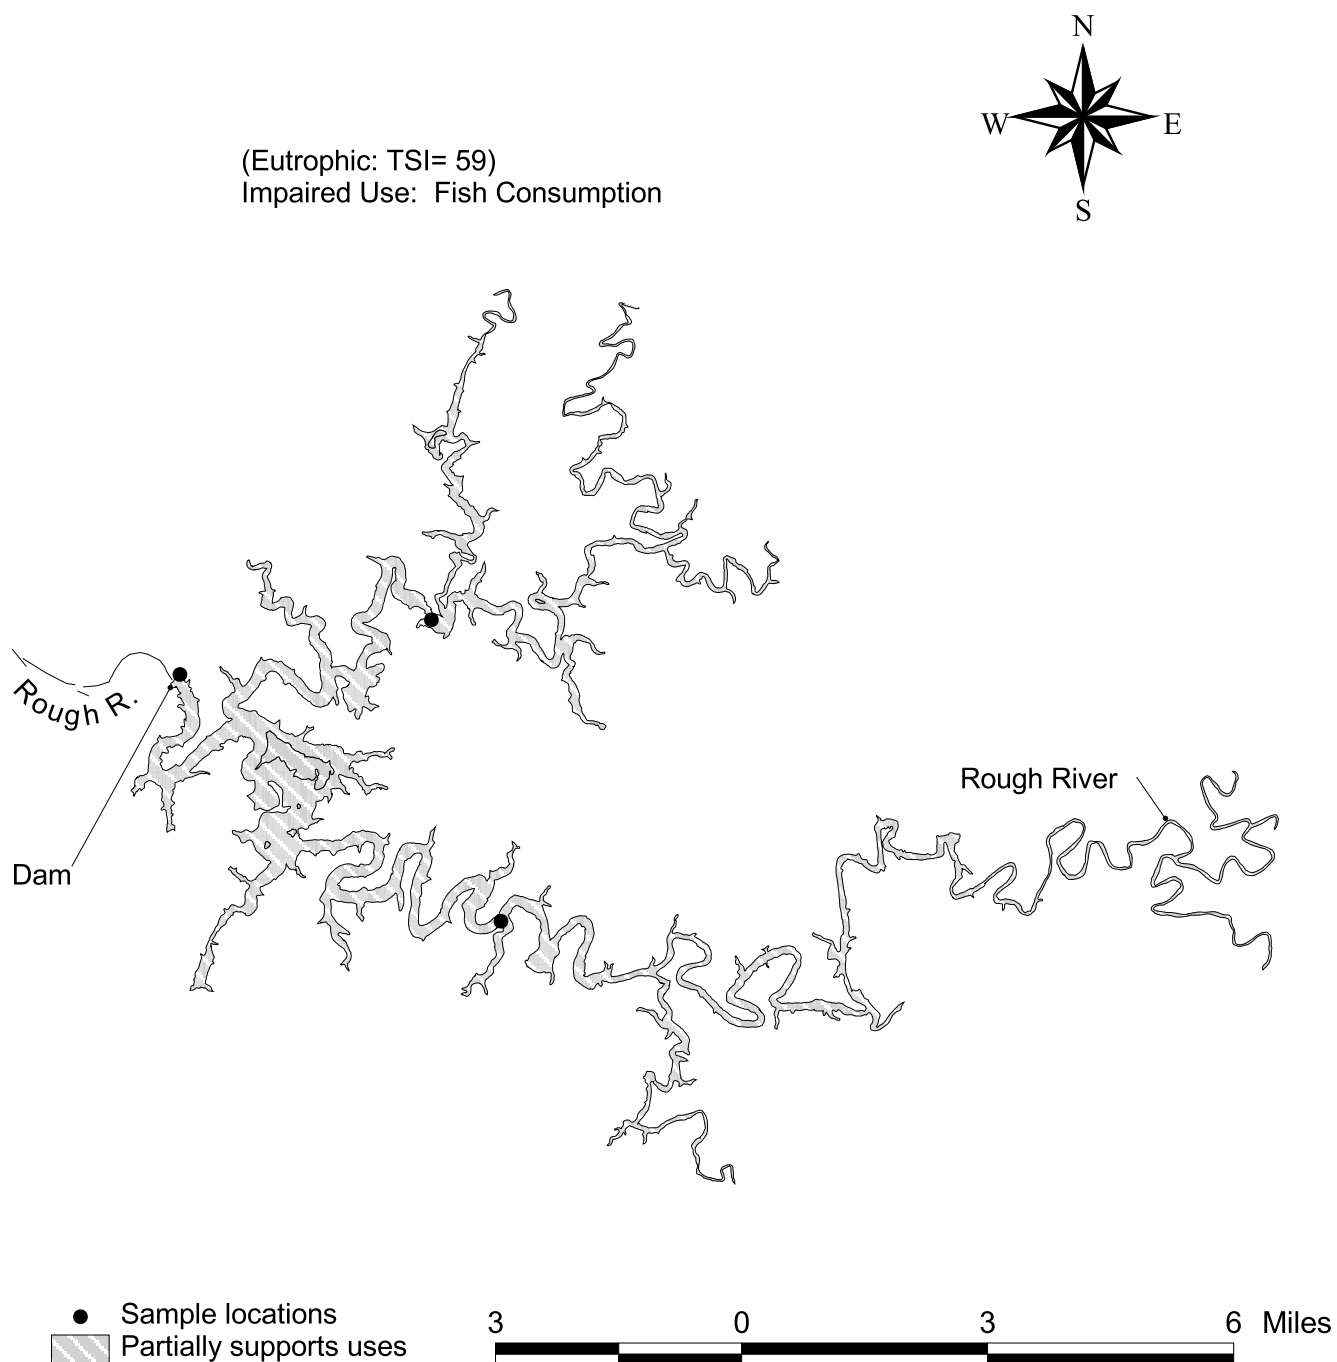 N
W E
S
(Eutrophic: TSI= 59)
Impaired Use: Fish Consumption
Rough R.
Rough River
Dam
Sample locations
Partially supports uses
3 0 3 6 Miles